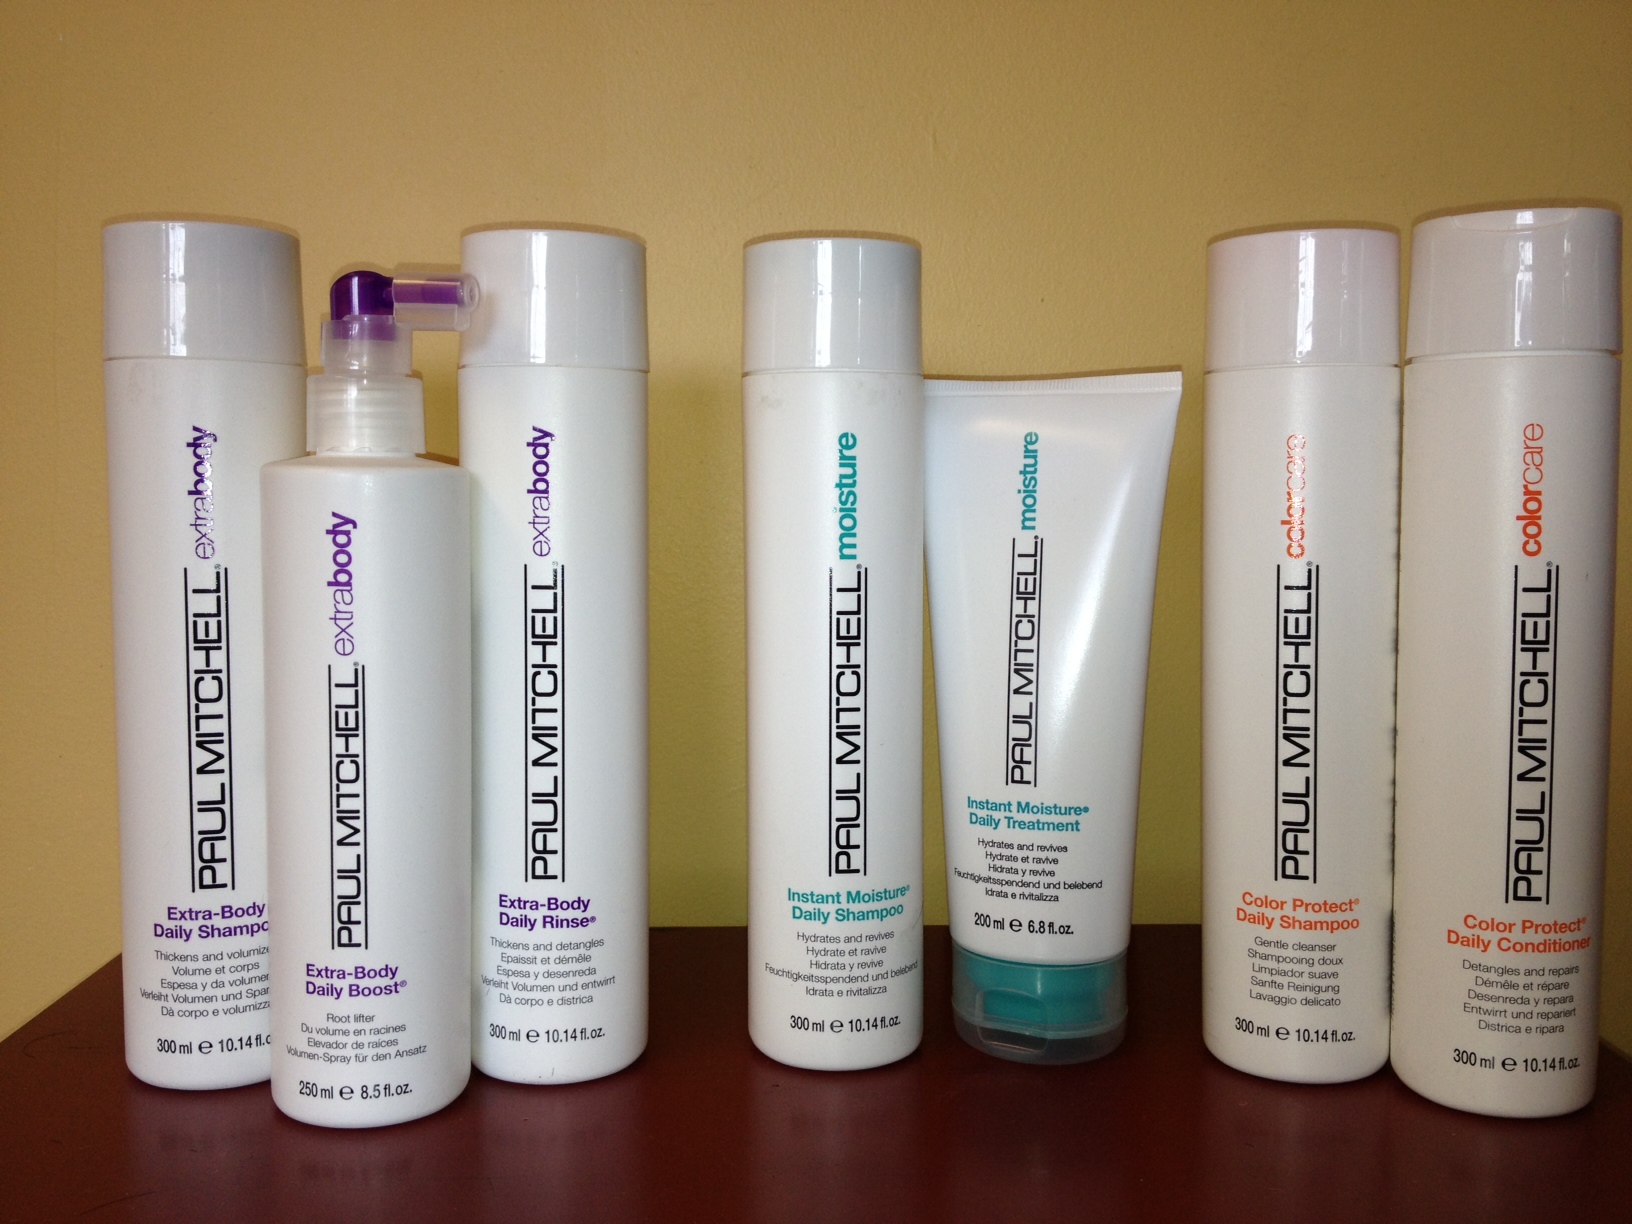 PAUL MITCHELL® extrabody
Extra-Body
Daily Shampo
Thickens and volumize
Volume et corps
Espesa y da volumen
Verleiht Volumen und
Dà corpo e volumizz
300 ml e 10.14 fl.o
PAUL MITCHELL® extrabody
Extra-Body
Daily Boost®
Root lifter
Du volume en racines
Elevador de raíces
Volumen-Spray für den Ansatz
250 ml e 8.5 fl.oz.
PAUL MITCHELL® extrabody
Extra-Body
Daily Rinse®
Thickens and detangles
Epaissit et démêle
Espesa y desenreda
Verleiht Volumen und entwirrt
Dà corpo e districa
300 ml e 10.14 fl.oz.
PAUL MITCHELL® moisture
Instant Moisture®
Daily Shampoo
Hydrates and revives
Hydrate et ravive
Hidrata y revive
Feuchtigkeitsspendend und belebend
Idrata e rivitalizza
300 ml e 10.14 fl.oz.
PAUL MITCHELL® moisture
Instant Moisture®
Daily Treatment
Hydrates and revives
Hydrate et ravive
Hidrata y revive
Feuchtigkeitsspendend und belebend
Idrata e rivitalizza
200 ml e 6.8 fl.oz.
PAUL MITCHELL® colorcare
Color Protect®
Daily Shampoo
Gentle cleanser
Shampooing doux
Limpiador suave
Sanfte Reinigung
Lavaggio delicato
300 ml e 10.14 fl.oz.
PAUL MITCHELL® colorcare
Color Protect®
Daily Conditioner
Detangles and repairs
Démêle et répare
Desenreda y repara
Entwirrt und repariert
Districa e ripara
300 ml e 10.14 fl.oz.